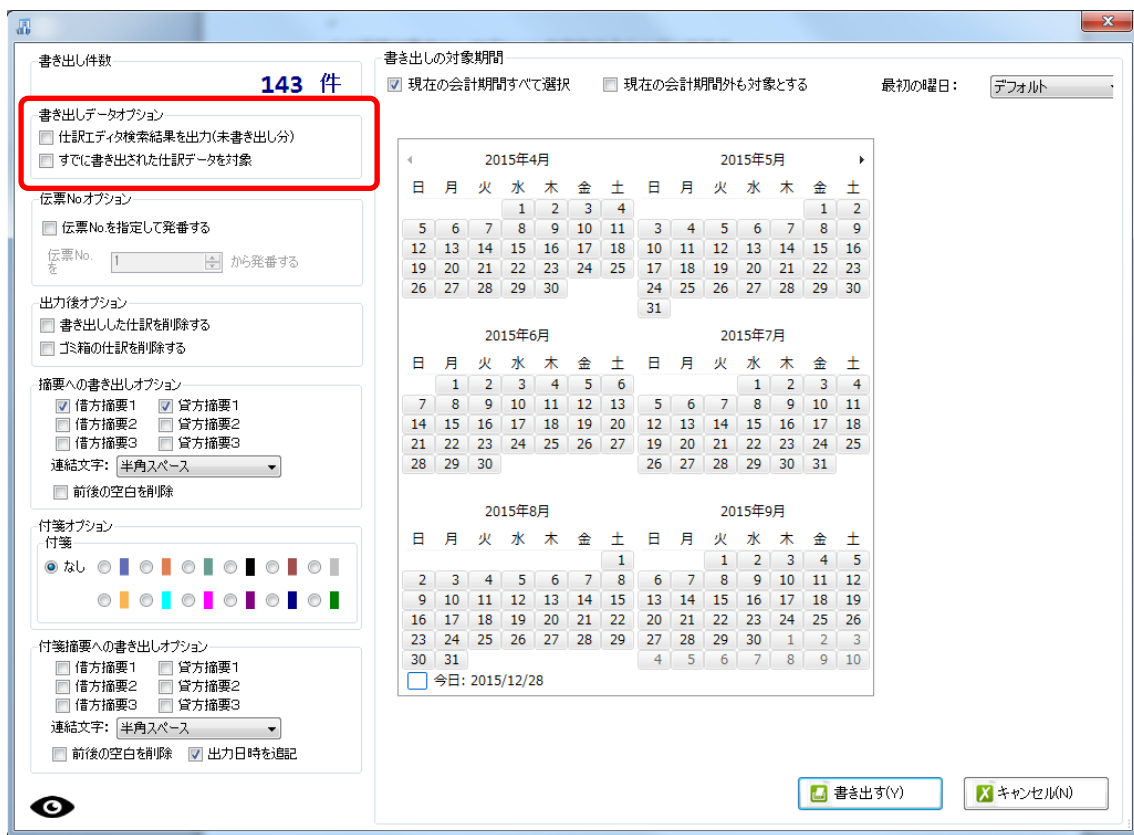 書き出し件数
143 件
書き出しデータオプション
仕訳エディタ検索結果を出力(未書き出し分)
すでに書き出された仕訳データを対象
伝票Noオプション
伝票No.を指定して発番する
伝票No.
を
1
から発番する
出力後オプション
書き出しした仕訳を削除する
ゴミ箱の仕訳を削除する
摘要への書き出しオプション
借方摘要1 貸方摘要1
借方摘要2 貸方摘要2
借方摘要3 貸方摘要3
連結文字: 半角スペース
前後の空白を削除
付箋オプション
付箋
なし
付箋摘要への書き出しオプション
借方摘要1 貸方摘要1
借方摘要2 貸方摘要2
借方摘要3 貸方摘要3
連結文字: 半角スペース
前後の空白を削除 出力日時を追記
書き出しの対象期間
現在の会計期間すべて選択 現在の会計期間外も対象とする 最初の曜日: デフォルト
2015年4月 2015年5月
日 月 火 水 木 金 土 日 月 火 水 木 金 土
1 2 3 4 1 2
5 6 7 8 9 10 11 3 4 5 6 7 8 9
12 13 14 15 16 17 18 10 11 12 13 14 15 16
19 20 21 22 23 24 25 17 18 19 20 21 22 23
26 27 28 29 30 24 25 26 27 28 29 30
31
2015年6月 2015年7月
日 月 火 水 木 金 土 日 月 火 水 木 金 土
1 2 3 4 5 6 1 2 3 4
7 8 9 10 11 12 13 5 6 7 8 9 10 11
14 15 16 17 18 19 20 12 13 14 15 16 17 18
21 22 23 24 25 26 27 19 20 21 22 23 24 25
28 29 30 26 27 28 29 30 31
2015年8月 2015年9月
日 月 火 水 木 金 土 日 月 火 水 木 金 土
1 1 2 3 4 5
2 3 4 5 6 7 8 6 7 8 9 10 11 12
9 10 11 12 13 14 15 13 14 15 16 17 18 19
16 17 18 19 20 21 22 20 21 22 23 24 25 26
23 24 25 26 27 28 29 27 28 29 30 1 2 3
30 31 4 5 6 7 8 9 10
今日: 2015/12/28
書き出す(Y) キャンセル(N)